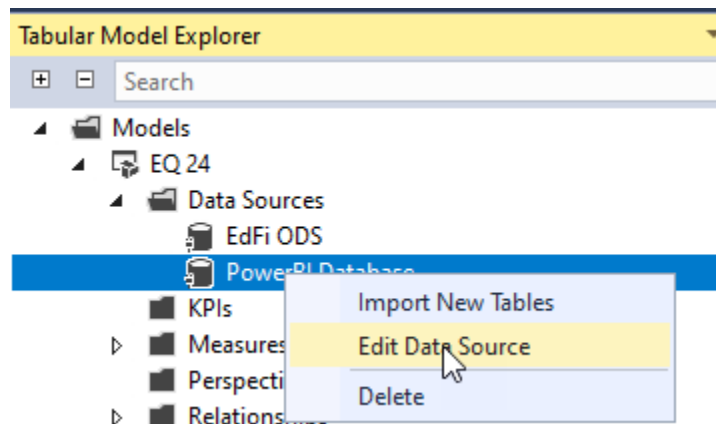 Tabular Model Explorer
Search
Models
EQ 24
Data Sources
EdFi ODS
PowerBI Database
Import New Tables
KPIs
Measures
Edit Data Source
Perspecti
Delete
Relationships